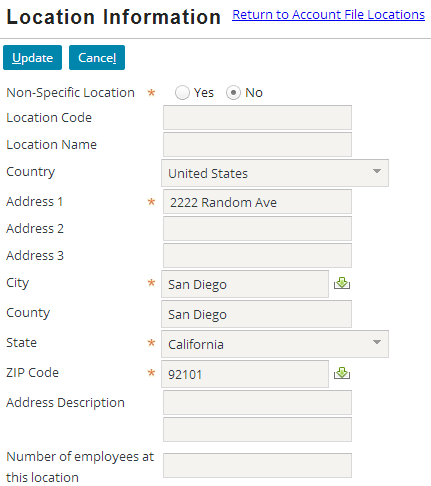 Location Information Return to Account File Locations
Update Cancel
Non-Specific Location * Yes No
Location Code
Location Name
Country United States
Address 1 * 2222 Random Ave
Address 2
Address 3
City * San Diego
County San Diego
State * California
ZIP Code * 92101
Address Description
Number of employees at
this location